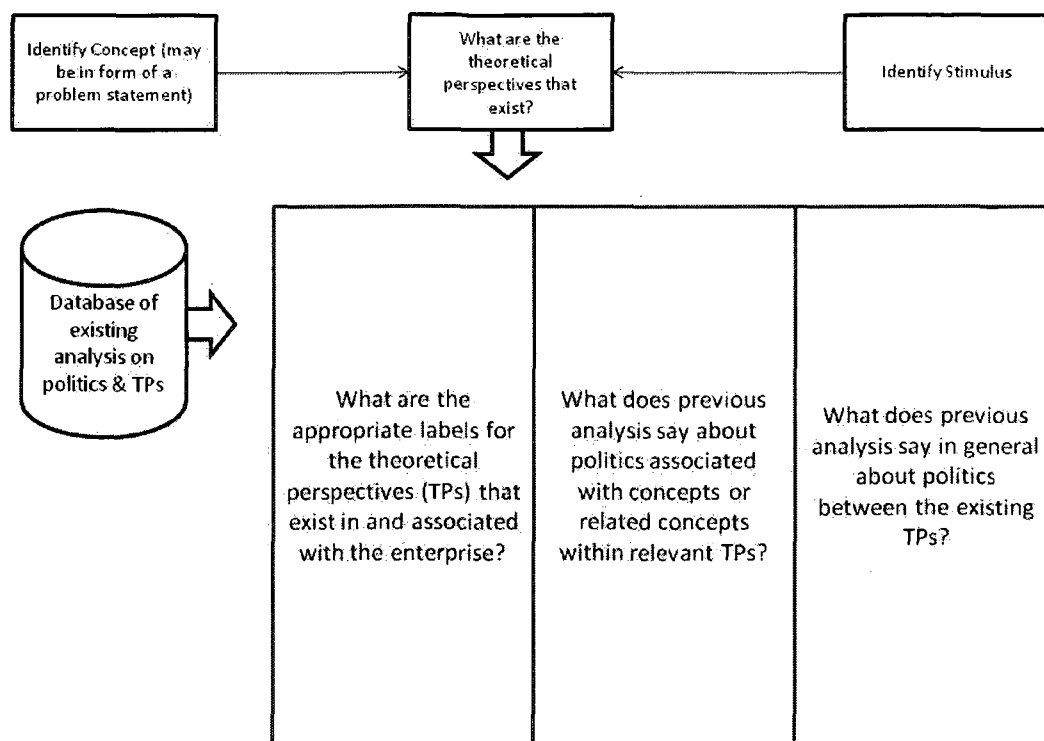 Identify Concept (may
be in form of a
problem statement)
What are the
theoretical
perspectives that
exist?
Identify Stimulus
Database of
existing
analysis on
politics & TPs
What are the
appropriate labels for
the theoretical
perspectives (TPs) that
exist in and associated
with the enterprise?
What does previous
analysis say about
politics associated
with concepts or
related concepts
within relevant TPs?
What does previous
analysis say in general
about politics
between the existing
TPs?